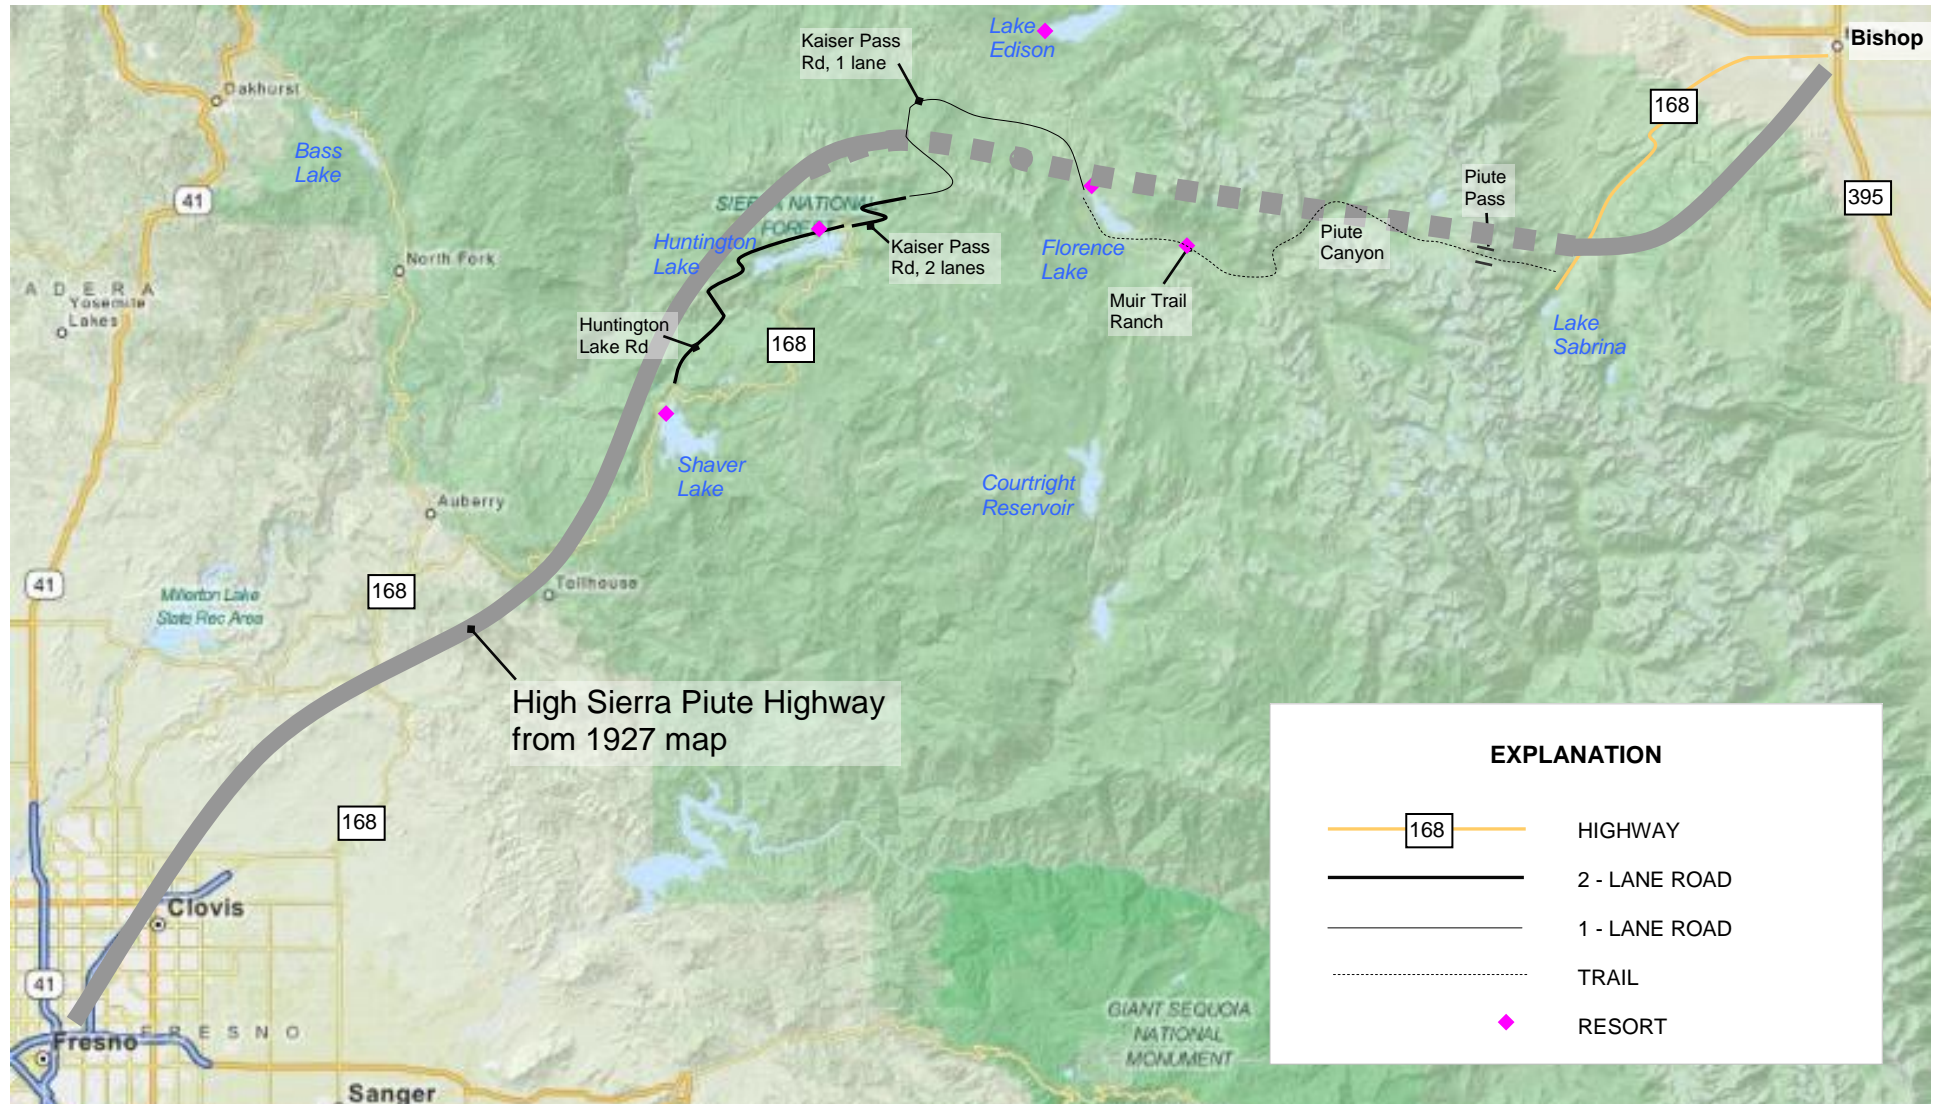 Lake
Edison
Kaiser Pass
Rd, 1 lane
Bishop
Oakhurst
168
Bass
Lake
41
Piute
Pass
395
SIERRA NATIONAL
FOREST
Huntington
Lake
Kaiser Pass
Rd, 2 lanes
Florence
Lake
Piute
Canyon
North Fork
A D E R A
Yosemite
Lakes
Muir Trail
Ranch
Huntington
Lake Rd
168
Lake
Sabrina
Shaver
Lake
Courtright
Reservoir
Auberry
41
168
Tollhouse
Millerton Lake
State Rec Area
High Sierra Piute Highway
from 1927 map
168
EXPLANATION
168 HIGHWAY
2 - LANE ROAD
1 - LANE ROAD
TRAIL
RESORT
Clovis
41
F R E S N O
Fresno
GIANT SEQUOIA
NATIONAL
MONUMENT
Sanger